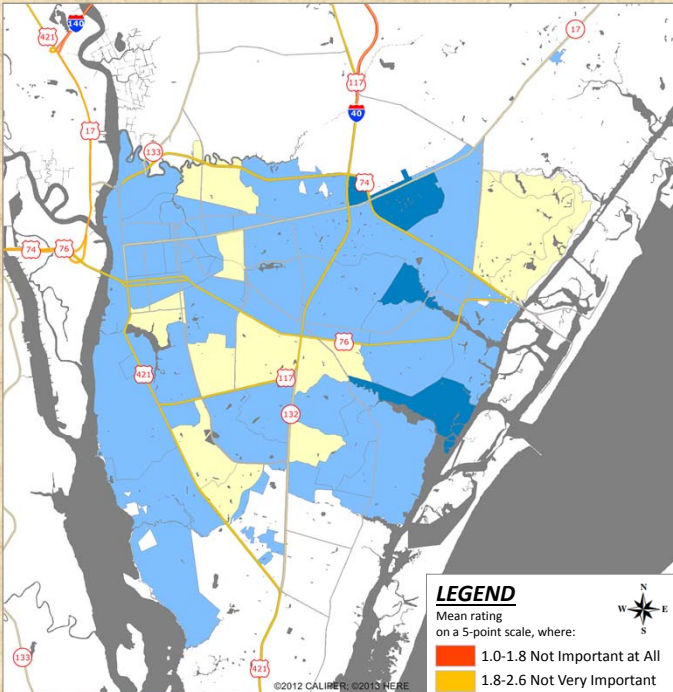 421
140
17
117
40
17
133
74
74
76
76
421
117
132
133
421
©2012 CALIPER; ©2013 HERE
LEGEND
N
W E
S
Mean rating
on a 5-point scale, where:
1.0-1.8 Not Important at All
1.8-2.6 Not Very Important